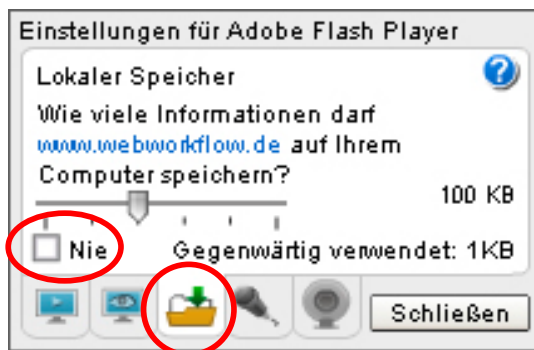 Einstellungen für Adobe Flash Player
Lokaler Speicher
Wie viele Informationen darf
www.webworkflow.de auf Ihrem
Computer speichern?
100 KB
Nie
Gegenwärtig verwendet: 1KB
Schließen